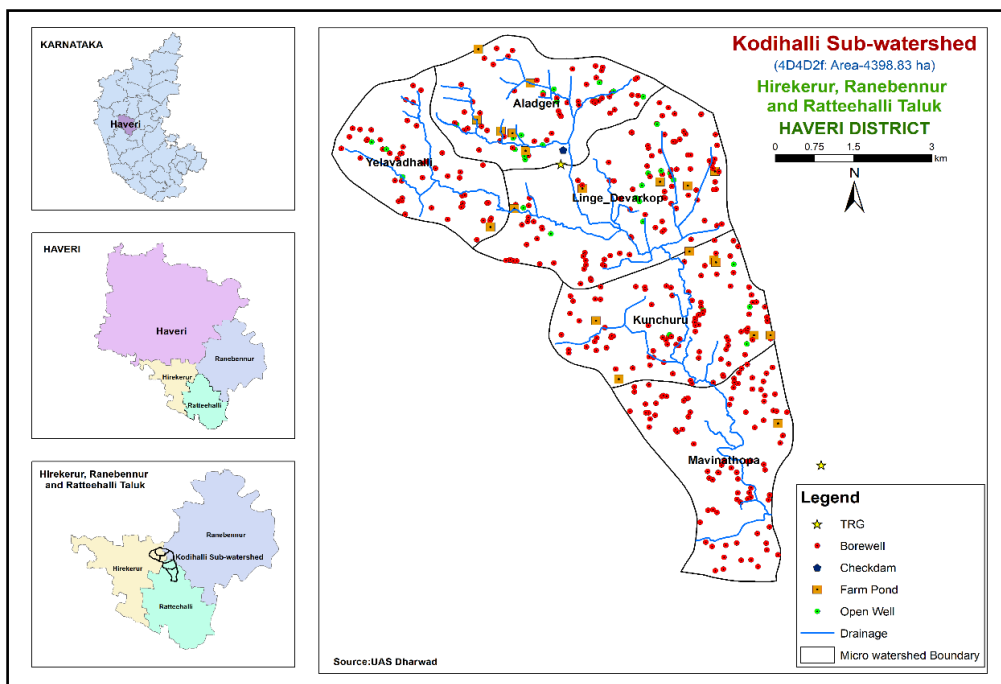 KARNATAKA
Haveri
HAVERI
Haveri
Ranebennur
Hirekerur
Ratteehalli
Hirekerur, Ranebennur
and Ratteehalli Taluk
Ranebennur
Kodihalli Sub-watershed
Hirekerur
Ratteehalli
Kodihalli Sub-watershed
(4D4D2f: Area-4398.83 ha)
Hirekerur, Ranebennur
and Ratteehalli Taluk
HAVERI DISTRICT
0 1.5 3
km
N
Aladgeri
Yelavadhalli
Linge_Devarkop
Kunchuru
Mavinathopa
Legend
TRG
Borewell
Checkdam
Farm Pond
Open Well
Drainage
Micro watershed Boundary
Source:UAS Dharwad